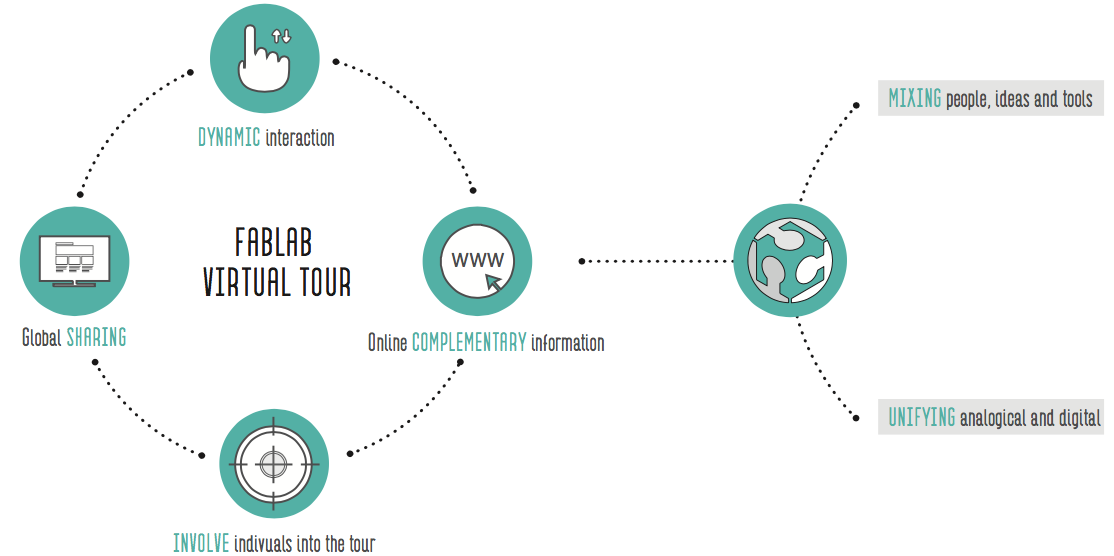 DYNAMIC interaction
MIXING people, ideas and tools
FABLAB
VIRTUAL TOUR
WWW
Global SHARING
Online COMPLEMENTARY information
UNIFYING analogical and digital
INVOLVE indivuals into the tour